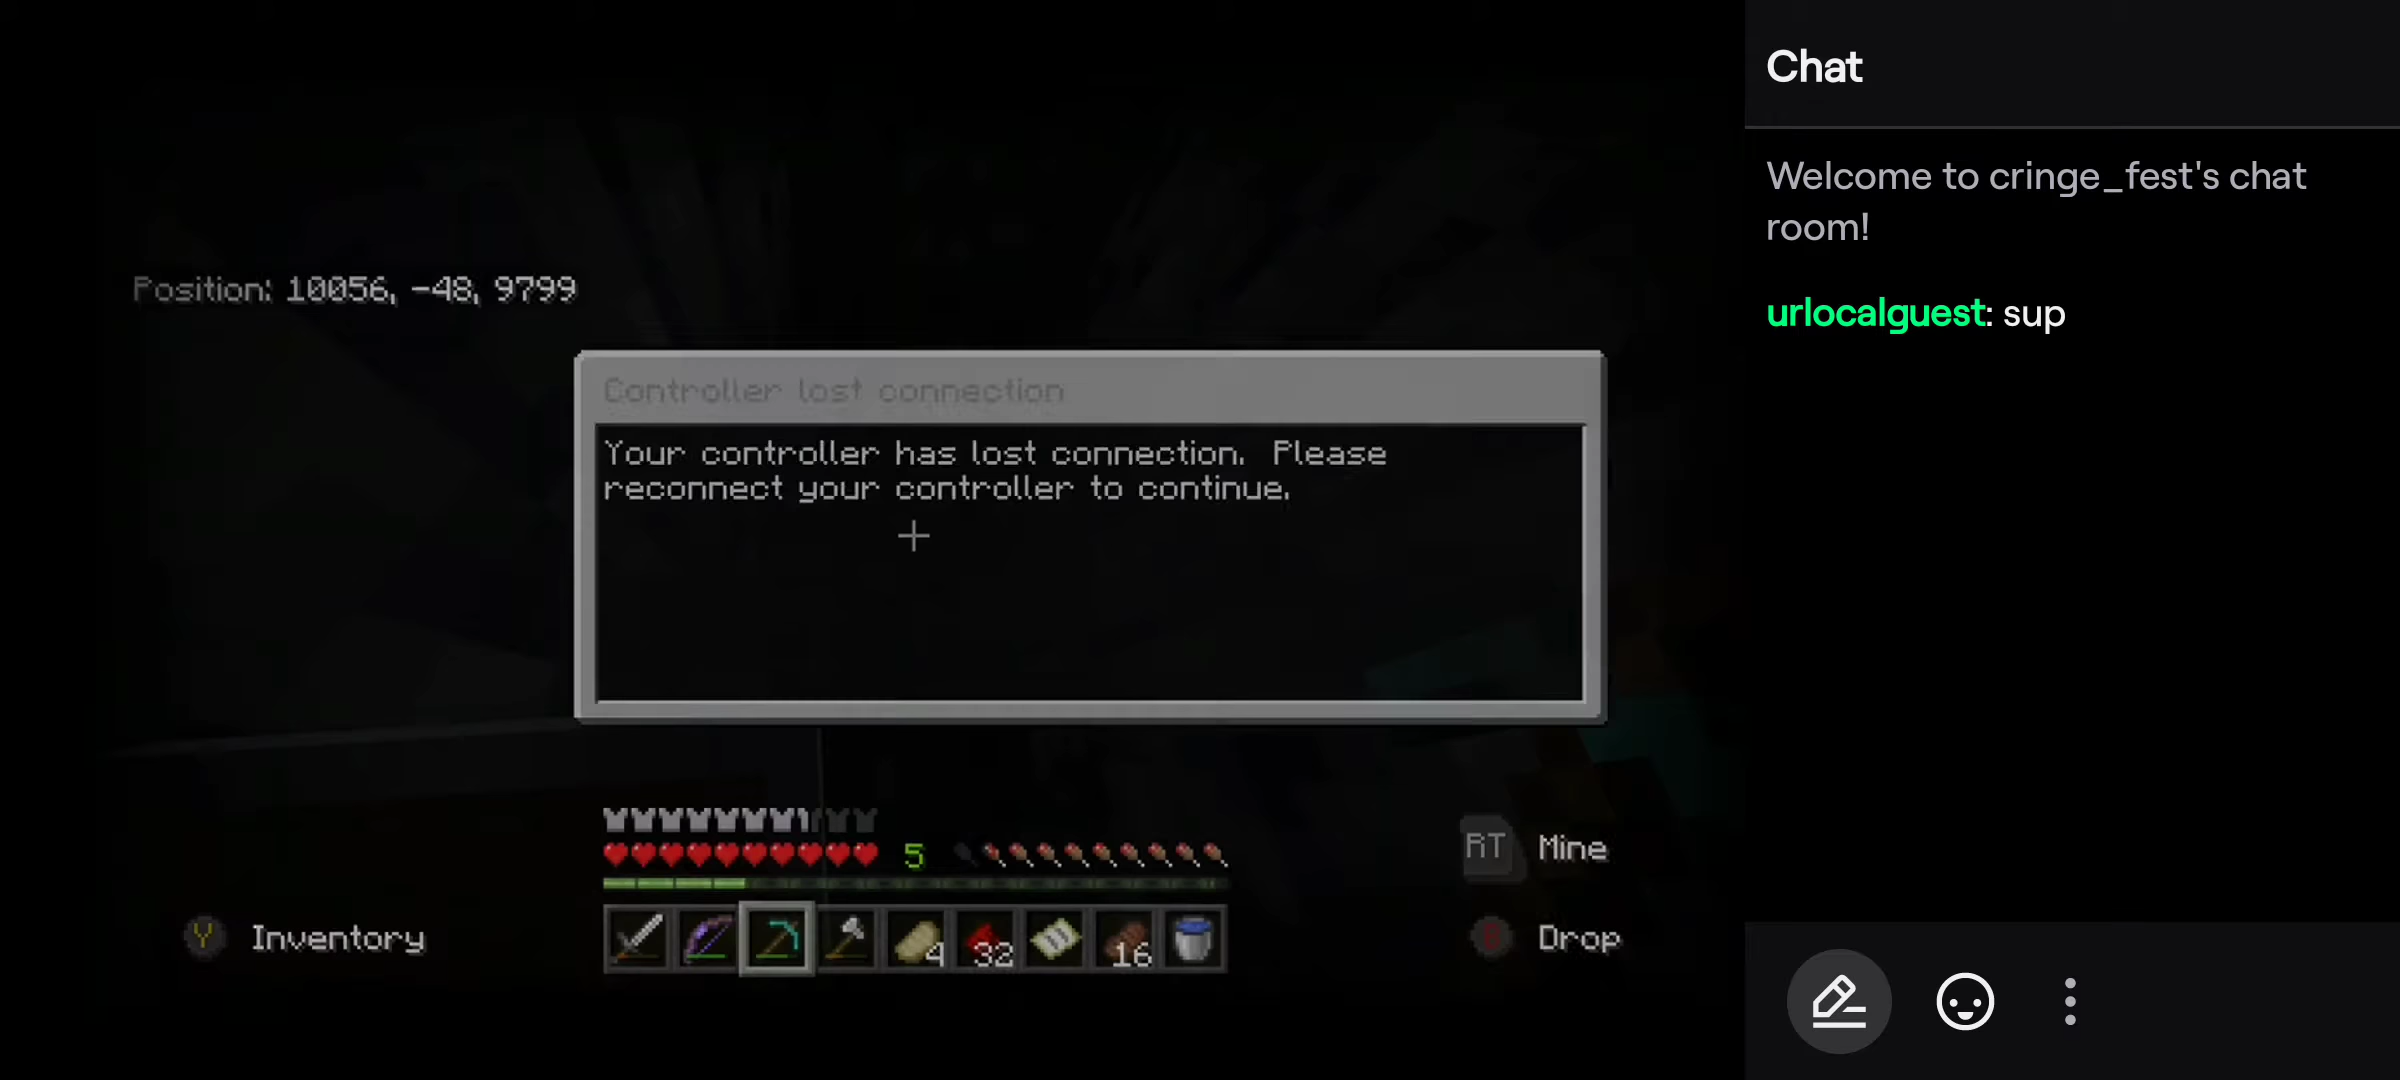 Chat
Welcome to cringe_fest's chat
room!
urlocalguest: sup
Position: 10056, -48, 9799
Controller lost connection
Your controller has lost connection. Please
reconnect your controller to continue.
5
RT Mine
Y Inventory
4 32 16
B Drop